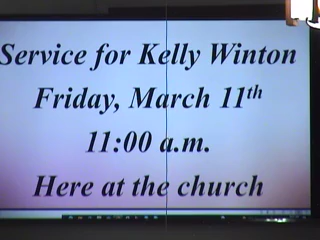 Service for Kelly Winton
Friday, March 11th
11:00 a.m.
Here at the church